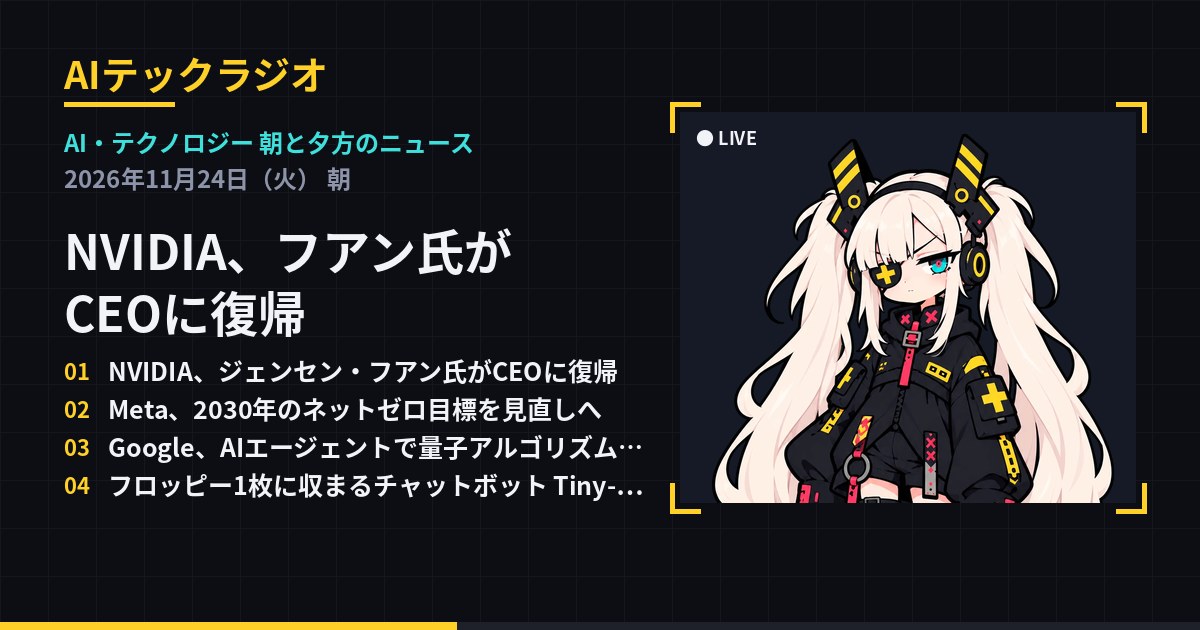 AIテックラジオ
AI・テクノロジー 朝と夕方のニュース
2026年11月24日（火） 朝
NVIDIA、フアン氏が
CEOに復帰
01 NVIDIA、ジェンセン・フアン氏がCEOに復帰
02 Meta、2030年のネットゼロ目標を見直しへ
03 Google、AIエージェントで量子アルゴリズム…
04 フロッピー1枚に収まるチャットボット Tiny-…
LIVE